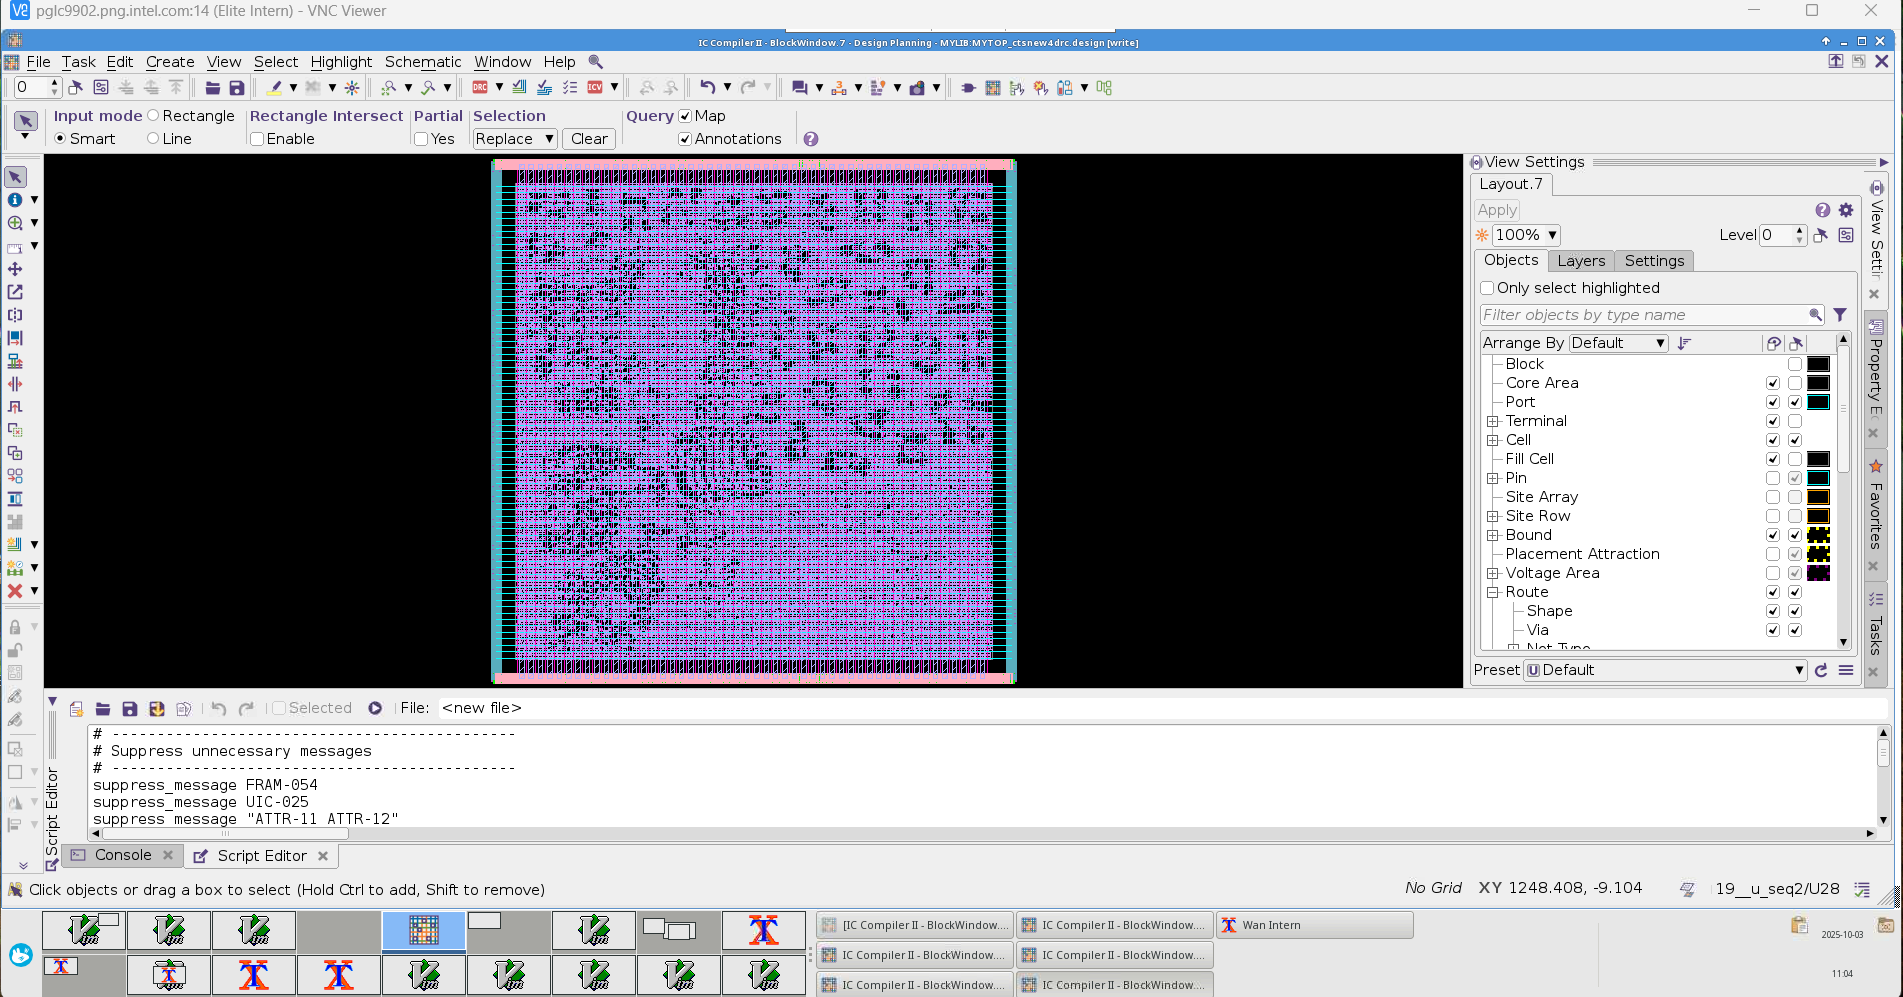 pglc9902.png.intel.com:14 (Elite Intern) - VNC Viewer
IC Compiler II - BlockWindow.7 - Design Planning - MYLIB:MYTOP_ctsnew4drc.design [write]
File Task Edit Create View Select Highlight Schematic Window Help
0
DRC
ICV
Input mode Rectangle Rectangle Intersect Partial Selection Query Map
Smart Line Enable Yes Replace Clear Annotations
View Settings
Layout.7
Apply
100% Level 0
Objects Layers Settings
Only select highlighted
Filter objects by type name
Arrange By Default
Block
Core Area
Port
Terminal
Cell
Fill Cell
Pin
Site Array
Site Row
Bound
Placement Attraction
Voltage Area
Route
Shape
Via
Net Type
Preset U Default
View Settir
Property E
Favorites
Tasks
Selected File: <new file>
# ---------------------------------------------
# Suppress unnecessary messages
# ---------------------------------------------
suppress_message FRAM-054
suppress_message UIC-025
suppress_message "ATTR-11 ATTR-12"
Script Editor
Console Script Editor
Click objects or drag a box to select (Hold Ctrl to add, Shift to remove)
No Grid XY 1248.408, -9.104 19__u_seq2/U28
[IC Compiler II - BlockWindow.... IC Compiler II - BlockWindow.... Wan Intern
IC Compiler II - BlockWindow.... IC Compiler II - BlockWindow....
IC Compiler II - BlockWindow.... IC Compiler II - BlockWindow....
2025-10-03
11:04